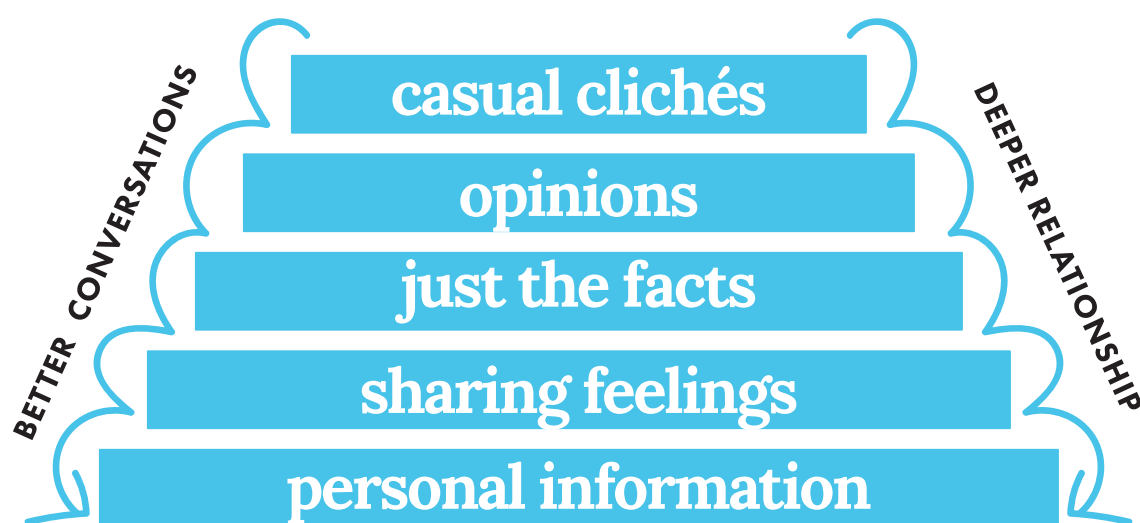 casual clichés
opinions
just the facts
sharing feelings
personal information
BETTER CONVERSATIONS
DEEPER RELATIONSHIP